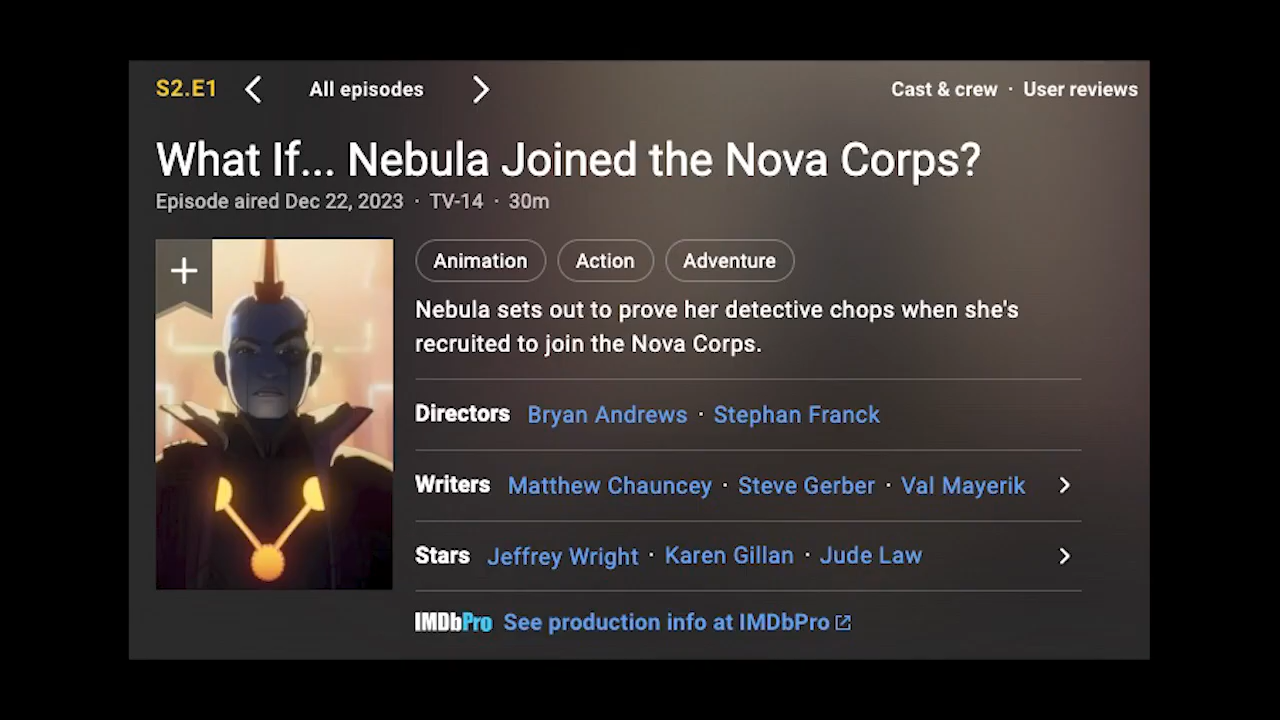 S2.E1 All episodes Cast & crew · User reviews
What If... Nebula Joined the Nova Corps?
Episode aired Dec 22, 2023 · TV-14 · 30m
+
Animation Action Adventure
Nebula sets out to prove her detective chops when she's
recruited to join the Nova Corps.
Directors Bryan Andrews · Stephan Franck
Writers Matthew Chauncey · Steve Gerber · Val Mayerik
Stars Jeffrey Wright · Karen Gillan · Jude Law
IMDbPro See production info at IMDbPro